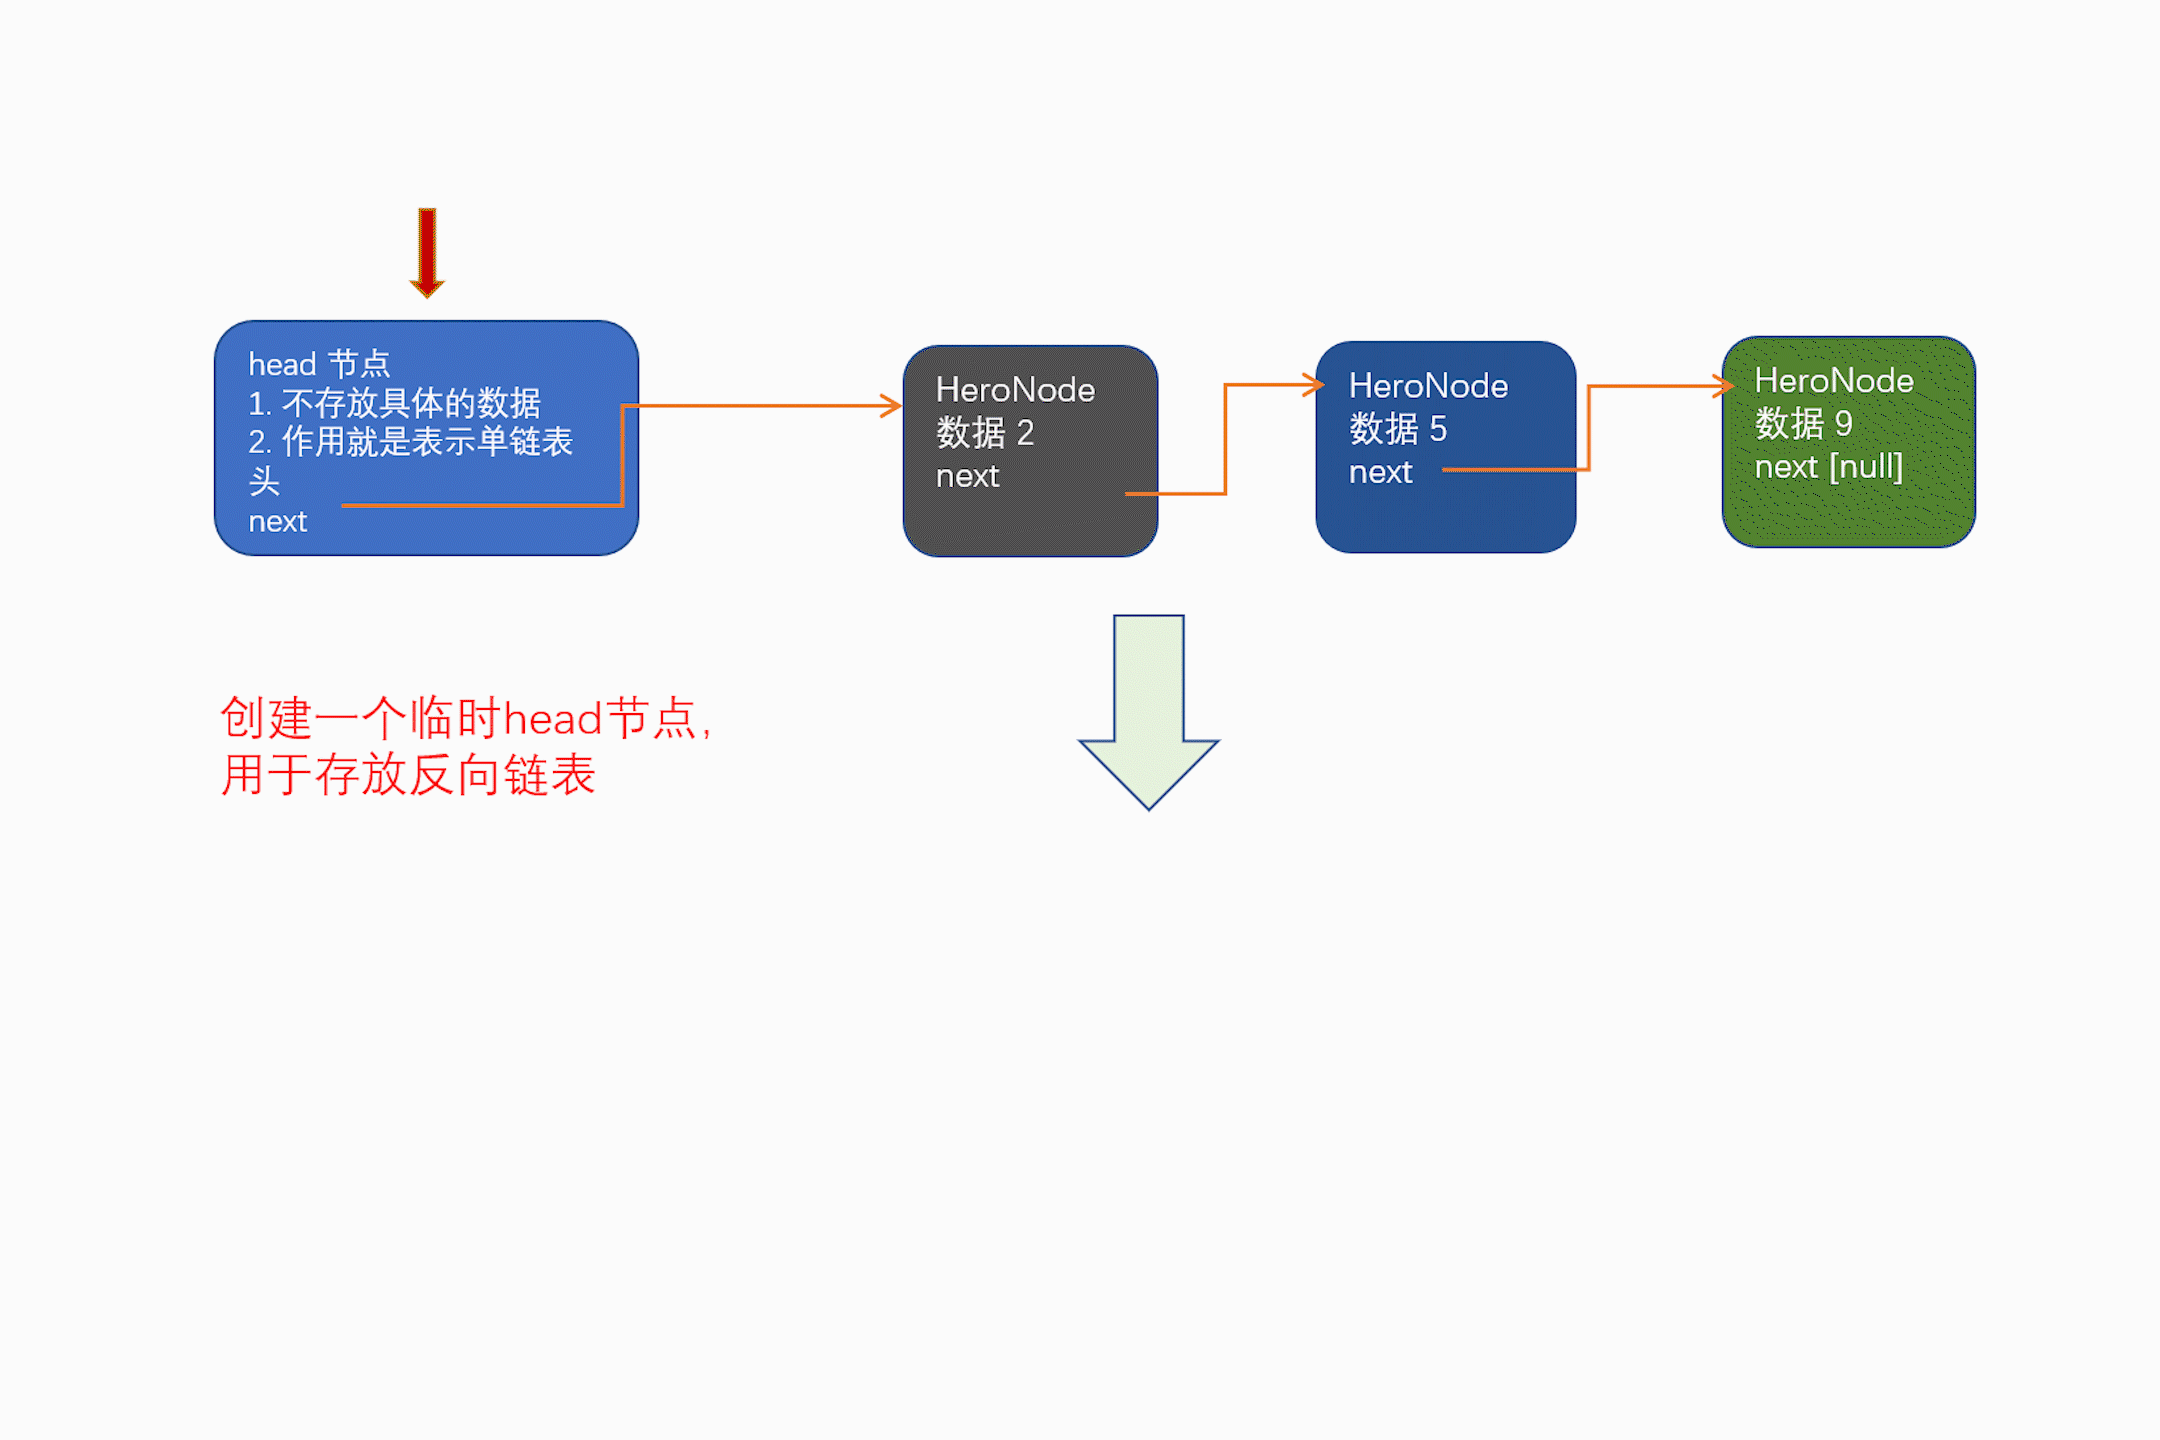 head 节点
1. 不存放具体的数据
2. 作用就是表示单链表
头
next
HeroNode
数据 2
next
HeroNode
数据 5
next
HeroNode
数据 9
next [null]
创建一个临时head节点，
用于存放反向链表